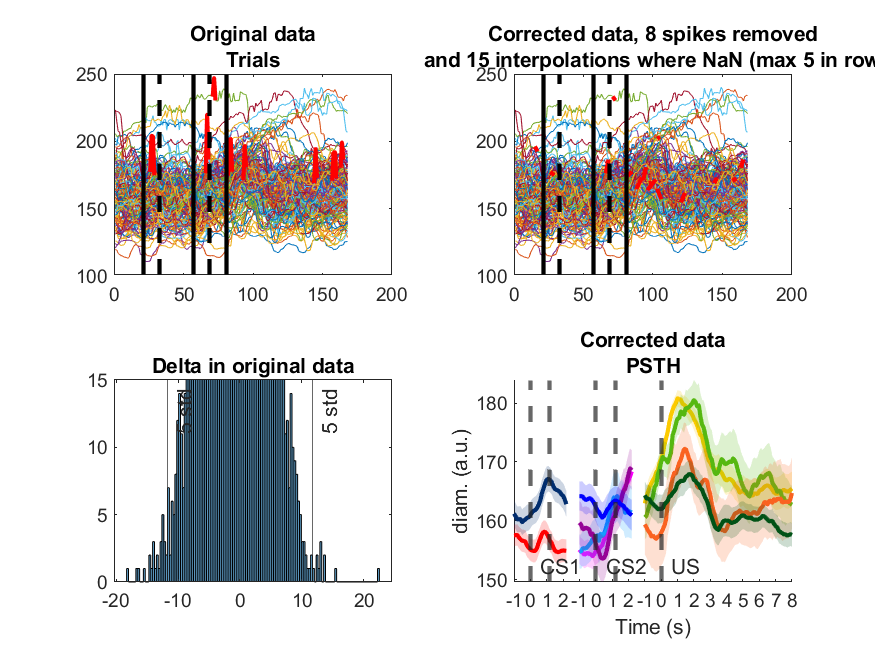 Original data
Trials
250
200
150
100
0
50
100
150
200
Corrected data, 8 spikes removed
and 15 interpolations where NaN (max 5 in row
250
200
150
100
0
50
100
150
200
Delta in original data
15
10
5
0
-20
-10
0
10
20
5 std
5 std
Corrected data
PSTH
diam. (a.u.)
180
170
160
150
CS1
CS2
US
-1 0 1 2 -1 0 1 2 -1 0 1 2 3 4 5 6 7 8
Time (s)